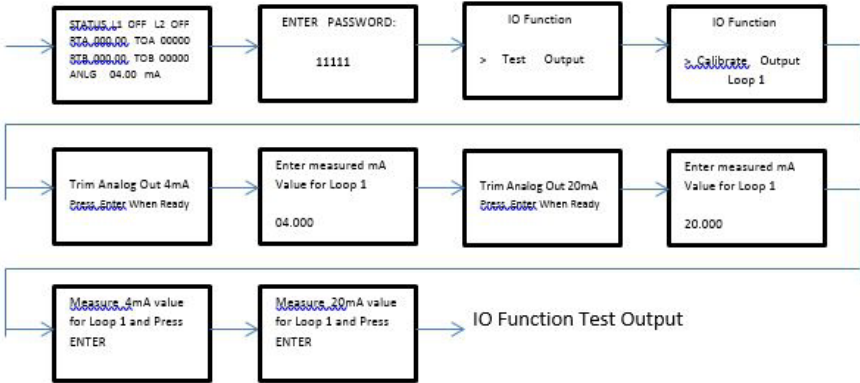 STATUS L1 OFF L2 OFF
RTA 000.00 TOA 00000
RTB 000.00 TOB 00000
ANLG 04.00 mA
ENTER PASSWORD:
11111
IO Function
> Test Output
IO Function
> Calibrate Output
Loop 1
Trim Analog Out 4mA
Press Enter When Ready
Enter measured mA
Value for Loop 1
04.000
Trim Analog Out 20mA
Press Enter When Ready
Enter measured mA
Value for Loop 1
20.000
Measure 4mA value
for Loop 1 and Press
ENTER
Measure 20mA value
for Loop 1 and Press
ENTER
IO Function Test Output